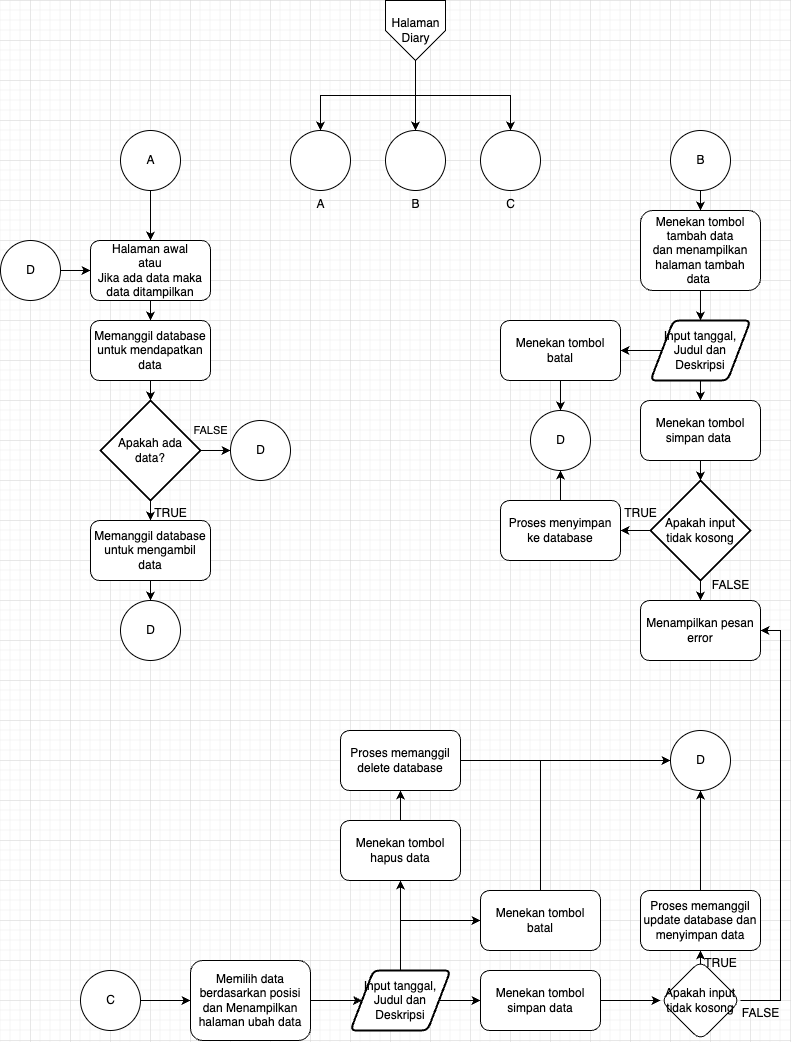 Halaman
Diary
A
B
C
A
D
Halaman awal
atau
Jika ada data maka
data ditampilkan
Memanggil database
untuk mendapatkan
data
Apakah ada
data?
FALSE
D
TRUE
Memanggil database
untuk mengambil
data
D
B
Menekan tombol
tambah data
dan menampilkan
halaman tambah
data
Input tanggal,
Judul dan
Deskripsi
Menekan tombol
batal
D
Menekan tombol
simpan data
Apakah input
tidak kosong
TRUE
Proses menyimpan
ke database
FALSE
Menampilkan pesan
error
C
Memilih data
berdasarkan posisi
dan Menampilkan
halaman ubah data
Input tanggal,
Judul dan
Deskripsi
Menekan tombol
hapus data
Proses memanggil
delete database
D
Menekan tombol
batal
Menekan tombol
simpan data
Apakah input
tidak kosong
TRUE
Proses memanggil
update database dan
menyimpan data
FALSE